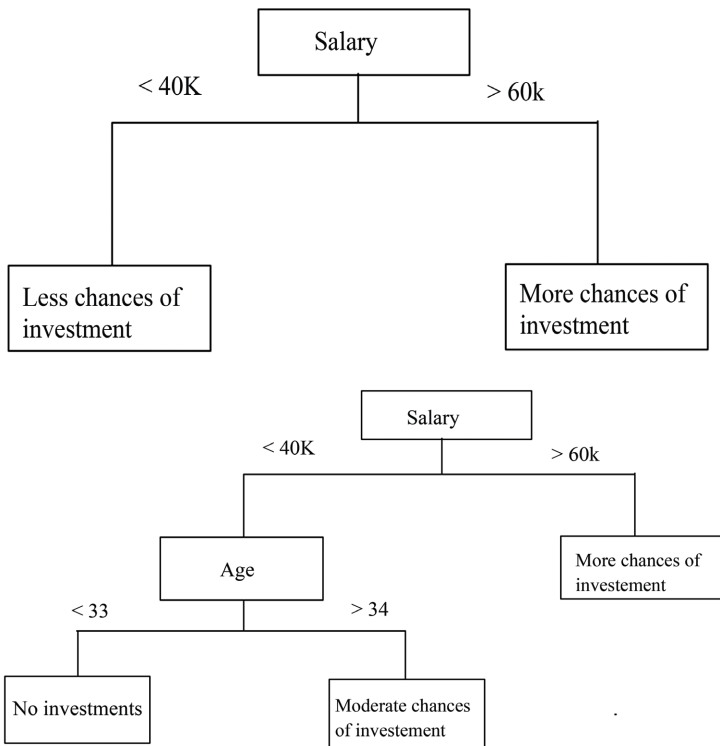 Salary
< 40K
> 60k
Less chances of
investment
More chances of
investment
Salary
< 40K
> 60k
Age
More chances of
investement
< 33
> 34
No investments
Moderate chances
of investement
.